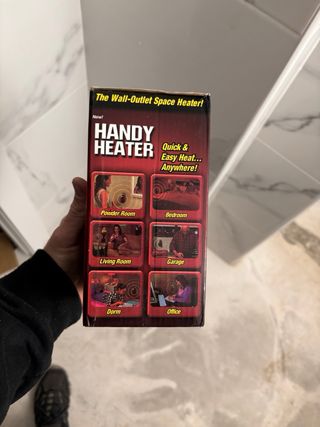 The Wall-Outlet Space Heater!
New!
HANDY
HEATER
Quick &
Easy Heat...
Anywhere!
Powder Room
Bedroom
Living Room
Garage
Dorm
Office